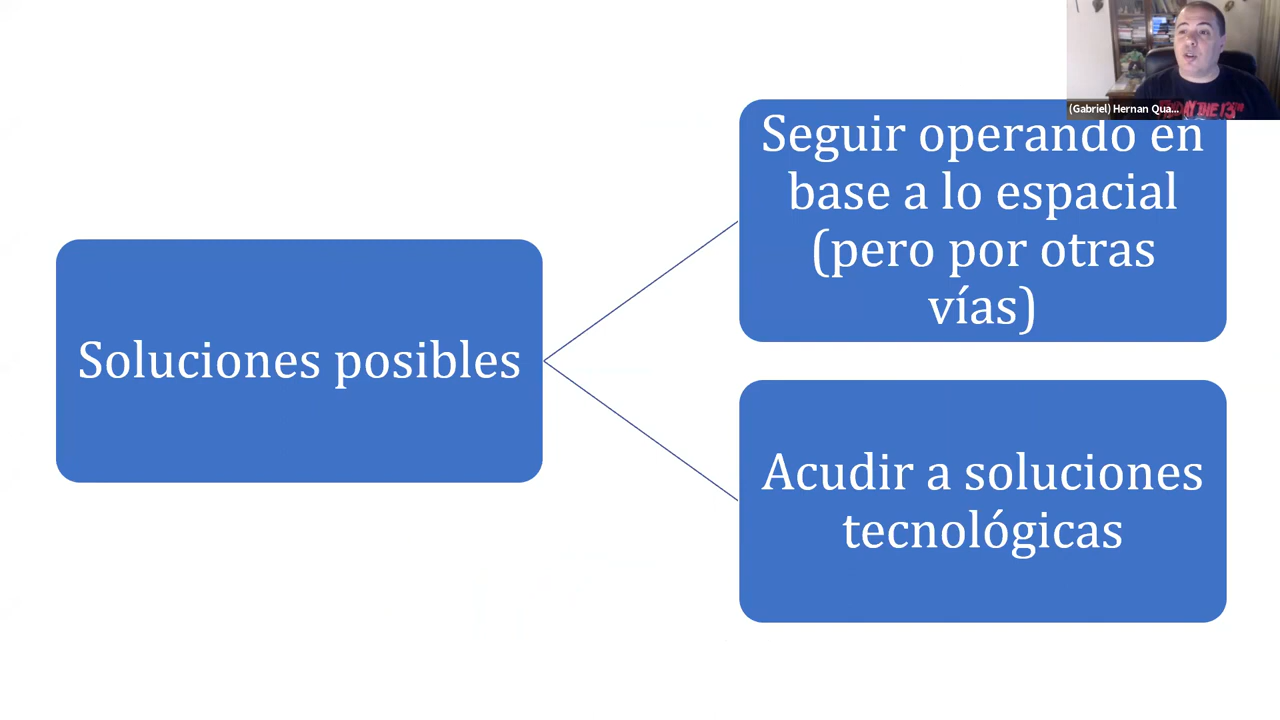 (Gabriel) Hernan Qua...
Seguir operando en
base a lo espacial
(pero por otras
vías)
Soluciones posibles
Acudir a soluciones
tecnológicas